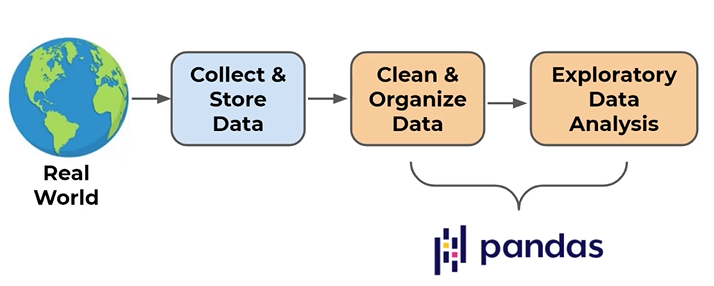 Real
World
Collect &
Store
Data
Clean &
Organize
Data
Exploratory
Data
Analysis
pandas